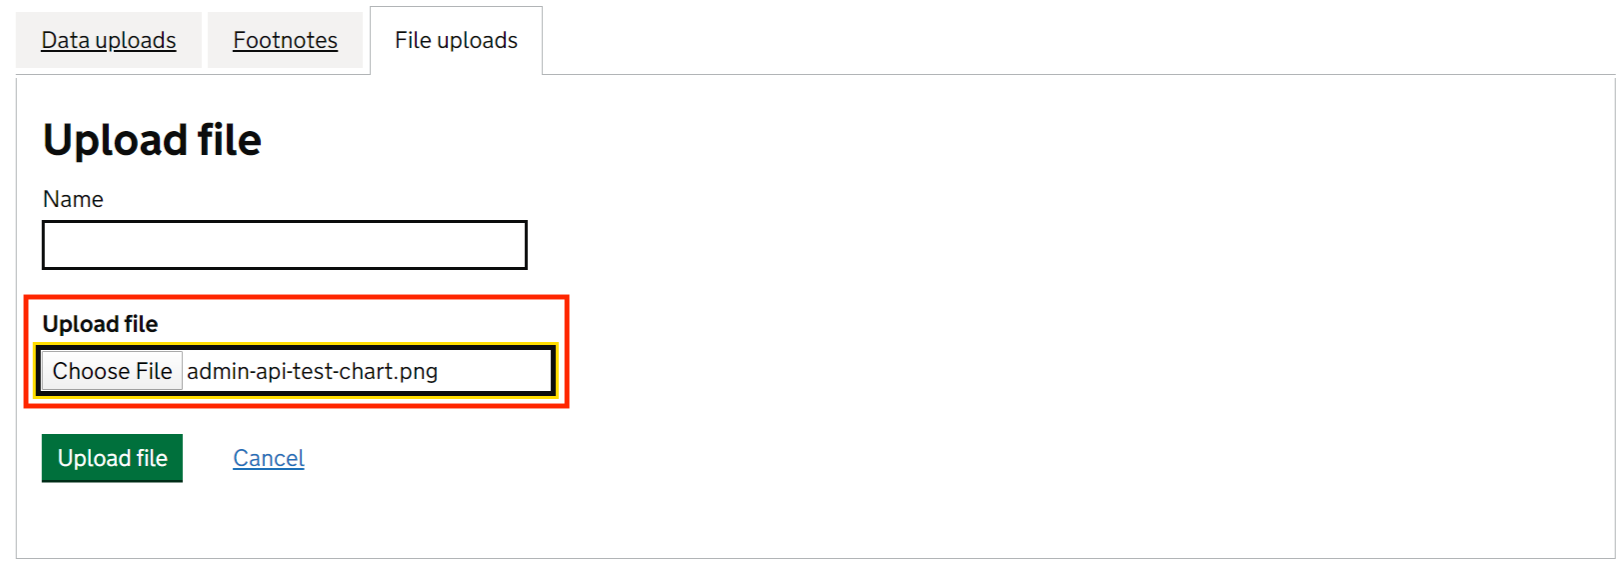 Data uploads Footnotes File uploads
Upload file
Name
Upload file
Choose File admin-api-test-chart.png
Upload file Cancel